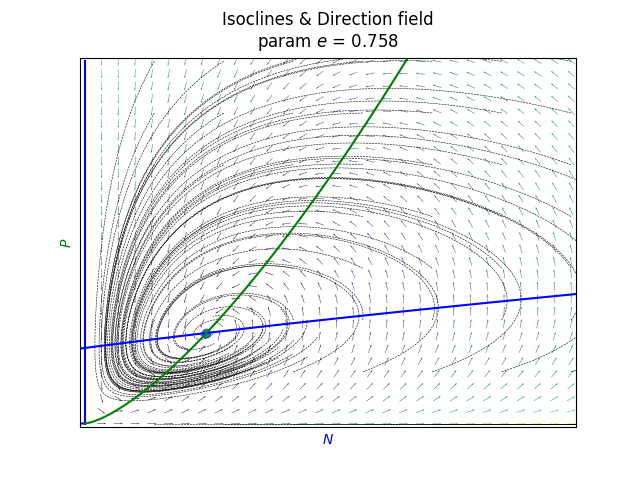 Isoclines & Direction field
param e = 0.758
P
N